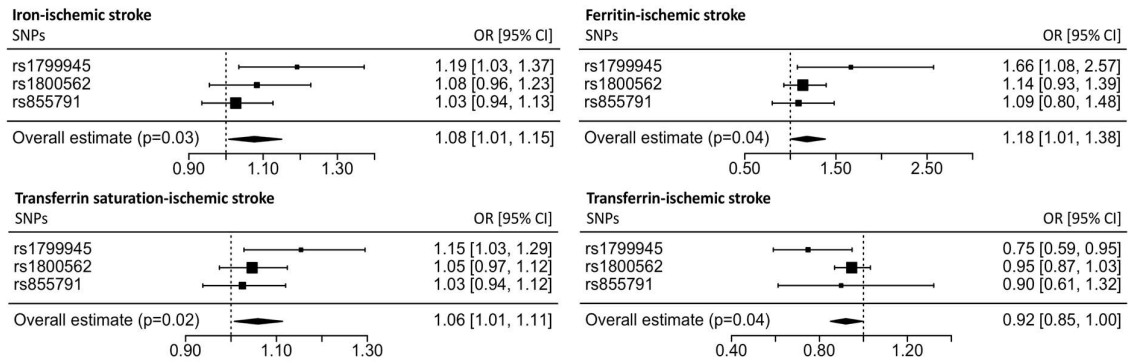 Iron-ischemic stroke
SNPs OR [95% CI]
rs1799945 1.19 [1.03, 1.37]
rs1800562 1.08 [0.96, 1.23]
rs855791 1.03 [0.94, 1.13]
Overall estimate (p=0.03) 1.08 [1.01, 1.15]
0.90 1.10 1.30
Ferritin-ischemic stroke
SNPs OR [95% CI]
rs1799945 1.66 [1.08, 2.57]
rs1800562 1.14 [0.93, 1.39]
rs855791 1.09 [0.80, 1.48]
Overall estimate (p=0.04) 1.18 [1.01, 1.38]
0.50 1.50 2.50
Transferrin saturation-ischemic stroke
SNPs OR [95% CI]
rs1799945 1.15 [1.03, 1.29]
rs1800562 1.05 [0.97, 1.12]
rs855791 1.03 [0.94, 1.12]
Overall estimate (p=0.02) 1.06 [1.01, 1.11]
0.90 1.10 1.30
Transferrin-ischemic stroke
SNPs OR [95% CI]
rs1799945 0.75 [0.59, 0.95]
rs1800562 0.95 [0.87, 1.03]
rs855791 0.90 [0.61, 1.32]
Overall estimate (p=0.04) 0.92 [0.85, 1.00]
0.40 0.80 1.20